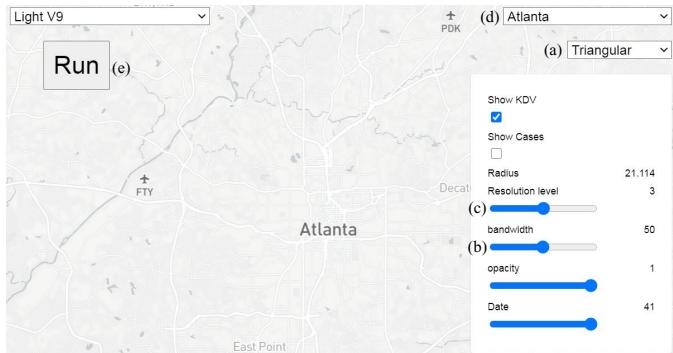 Light V9
PDK
(d) Atlanta
(a) Triangular
Run (e)
Show KDV
Show Cases
Radius 21.114
FTY
Decat
Resolution level 3
(c)
Atlanta
bandwidth 50
(b)
opacity 1
Date 41
East Point